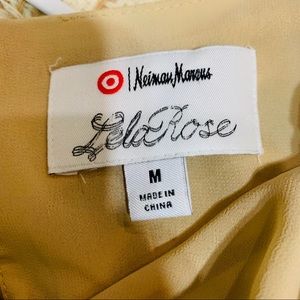 | Neiman Marcus
Lela Rose
M
MADE IN
CHINA